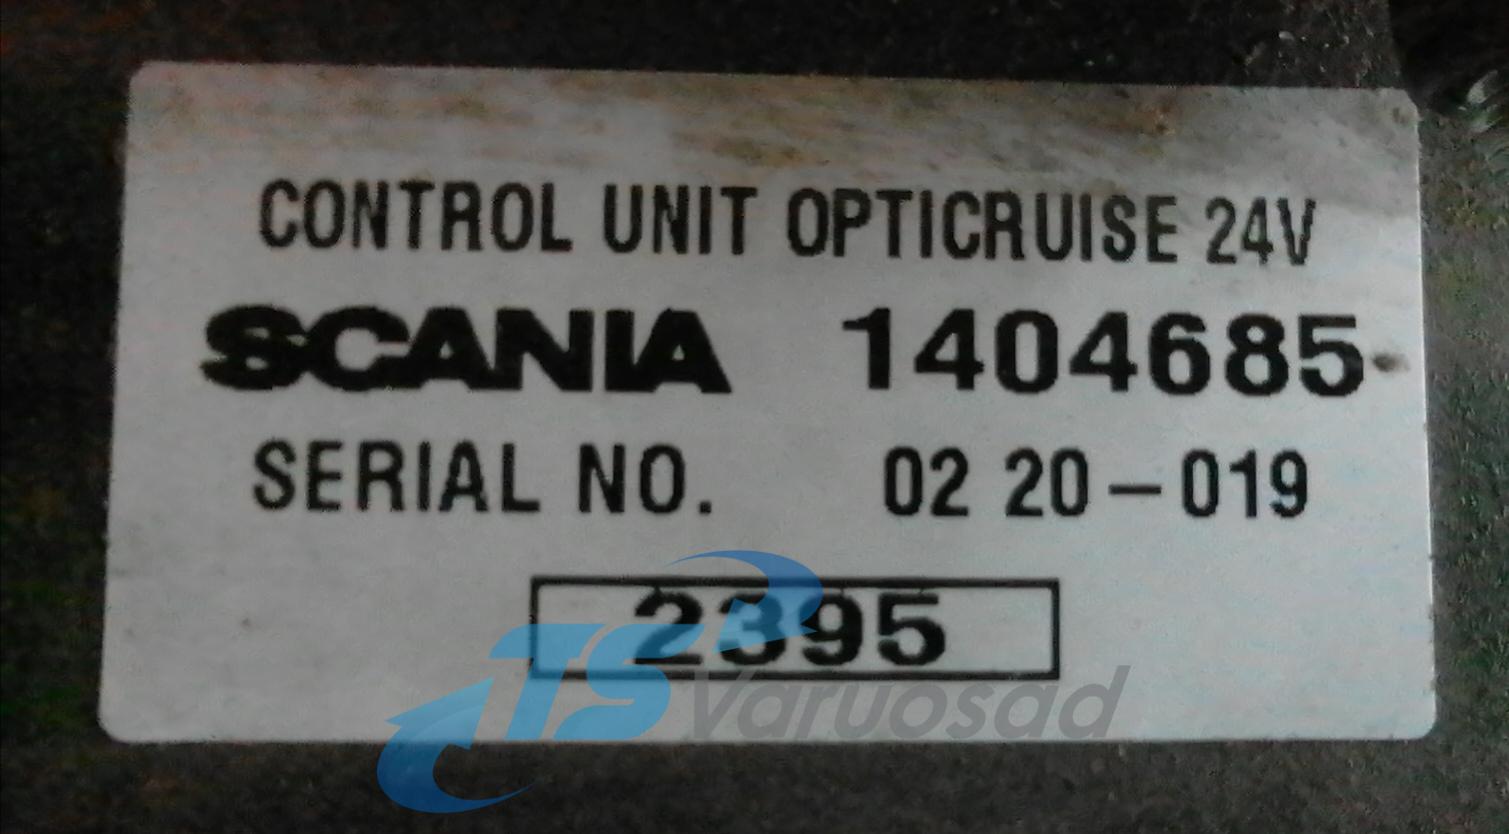 CONTROL UNIT OPTICRUISE 24V
SCANIA 1404685
SERIAL NO. 02 20-019
2395
TS Varuosad